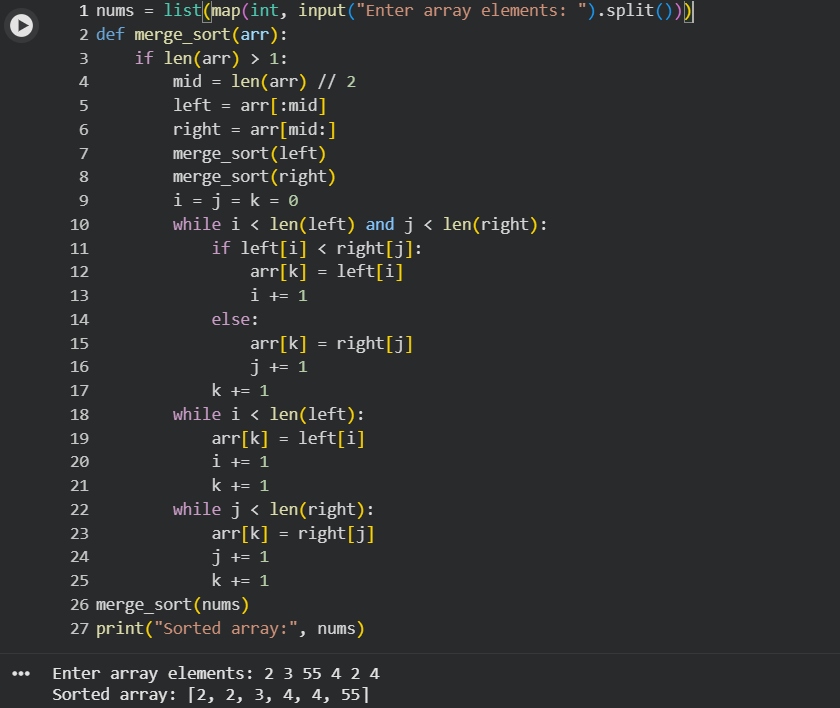 1 nums = list(map(int, input("Enter array elements: ").split()))
2 def merge_sort(arr):
3     if len(arr) > 1:
4         mid = len(arr) // 2
5         left = arr[:mid]
6         right = arr[mid:]
7         merge_sort(left)
8         merge_sort(right)
9         i = j = k = 0
10         while i < len(left) and j < len(right):
11             if left[i] < right[j]:
12                 arr[k] = left[i]
13                 i += 1
14             else:
15                 arr[k] = right[j]
16                 j += 1
17             k += 1
18         while i < len(left):
19             arr[k] = left[i]
20             i += 1
21             k += 1
22         while j < len(right):
23             arr[k] = right[j]
24             j += 1
25             k += 1
26 merge_sort(nums)
27 print("Sorted array:", nums)
Enter array elements: 2 3 55 4 2 4
Sorted array: [2, 2, 3, 4, 4, 55]